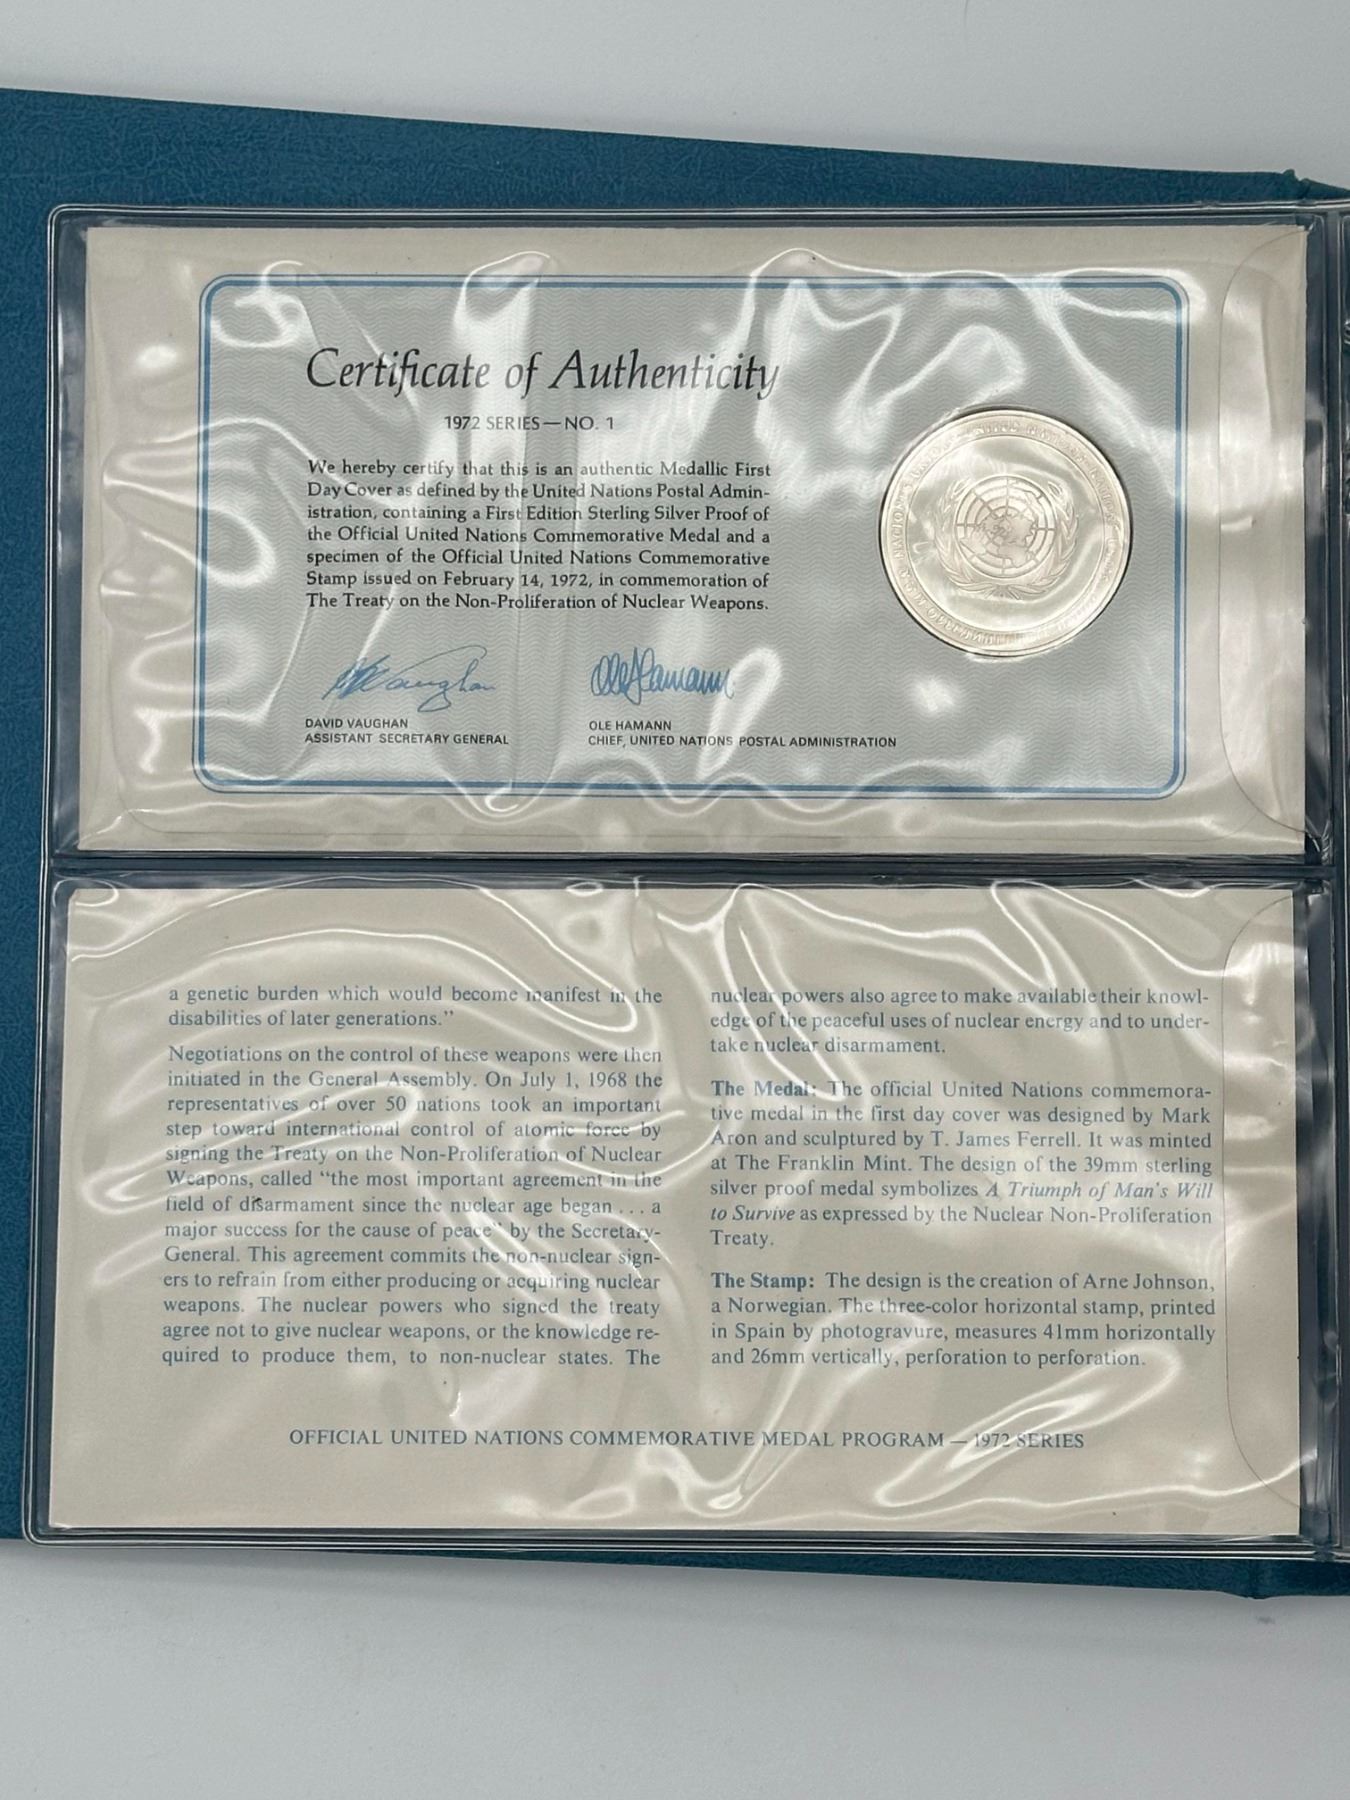 Certificate of Authenticity
1972 SERIES — NO. 1
We hereby certify that this is an authentic Medallic First
Day Cover as defined by the United Nations Postal Admin-
istration, containing a First Edition Sterling Silver Proof of
the Official United Nations Commemorative Medal and a
specimen of the Official United Nations Commemorative
Stamp issued on February 14, 1972, in commemoration of
The Treaty on the Non-Proliferation of Nuclear Weapons.
DAVID VAUGHAN
ASSISTANT SECRETARY GENERAL
Ole Hamann
OLE HAMANN
CHIEF, UNITED NATIONS POSTAL ADMINISTRATION
UNITED NATIONS
a genetic burden which would become manifest in the
disabilities of later generations.”
Negotiations on the control of these weapons were then
initiated in the General Assembly. On July 1, 1968 the
representatives of over 50 nations took an important
step toward international control of atomic force by
signing the Treaty on the Non-Proliferation of Nuclear
Weapons, called “the most important agreement in the
field of disarmament since the nuclear age began . . . a
major success for the cause of peace” by the Secretary-
General. This agreement commits the non-nuclear sign-
ers to refrain from either producing or acquiring nuclear
weapons. The nuclear powers who signed the treaty
agree not to give nuclear weapons, or the knowledge re-
quired to produce them, to non-nuclear states. The
nuclear powers also agree to make available their knowl-
edge of the peaceful uses of nuclear energy and to under-
take nuclear disarmament.
The Medal: The official United Nations commemora-
tive medal in the first day cover was designed by Mark
Aron and sculptured by T. James Ferrell. It was minted
at The Franklin Mint. The design of the 39mm sterling
silver proof medal symbolizes A Triumph of Man's Will
to Survive as expressed by the Nuclear Non-Proliferation
Treaty.
The Stamp: The design is the creation of Arne Johnson,
a Norwegian. The three-color horizontal stamp, printed
in Spain by photogravure, measures 41mm horizontally
and 26mm vertically, perforation to perforation.
OFFICIAL UNITED NATIONS COMMEMORATIVE MEDAL PROGRAM — 1972 SERIES